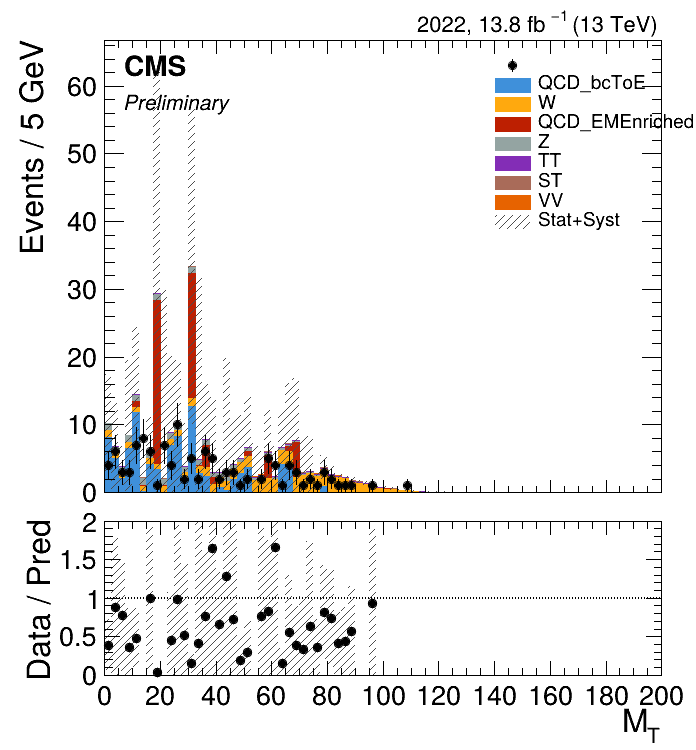 2022, 13.8 fb⁻¹ (13 TeV)
Events / 5 GeV
CMS
Preliminary
QCD_bcToE
W
QCD_EMEnriched
Z
TT
ST
VV
Stat+Syst
60
50
40
30
20
10
0
Data / Pred
2
1.5
1
0.5
0
0 20 40 60 80 100 120 140 160 180 200
M_T